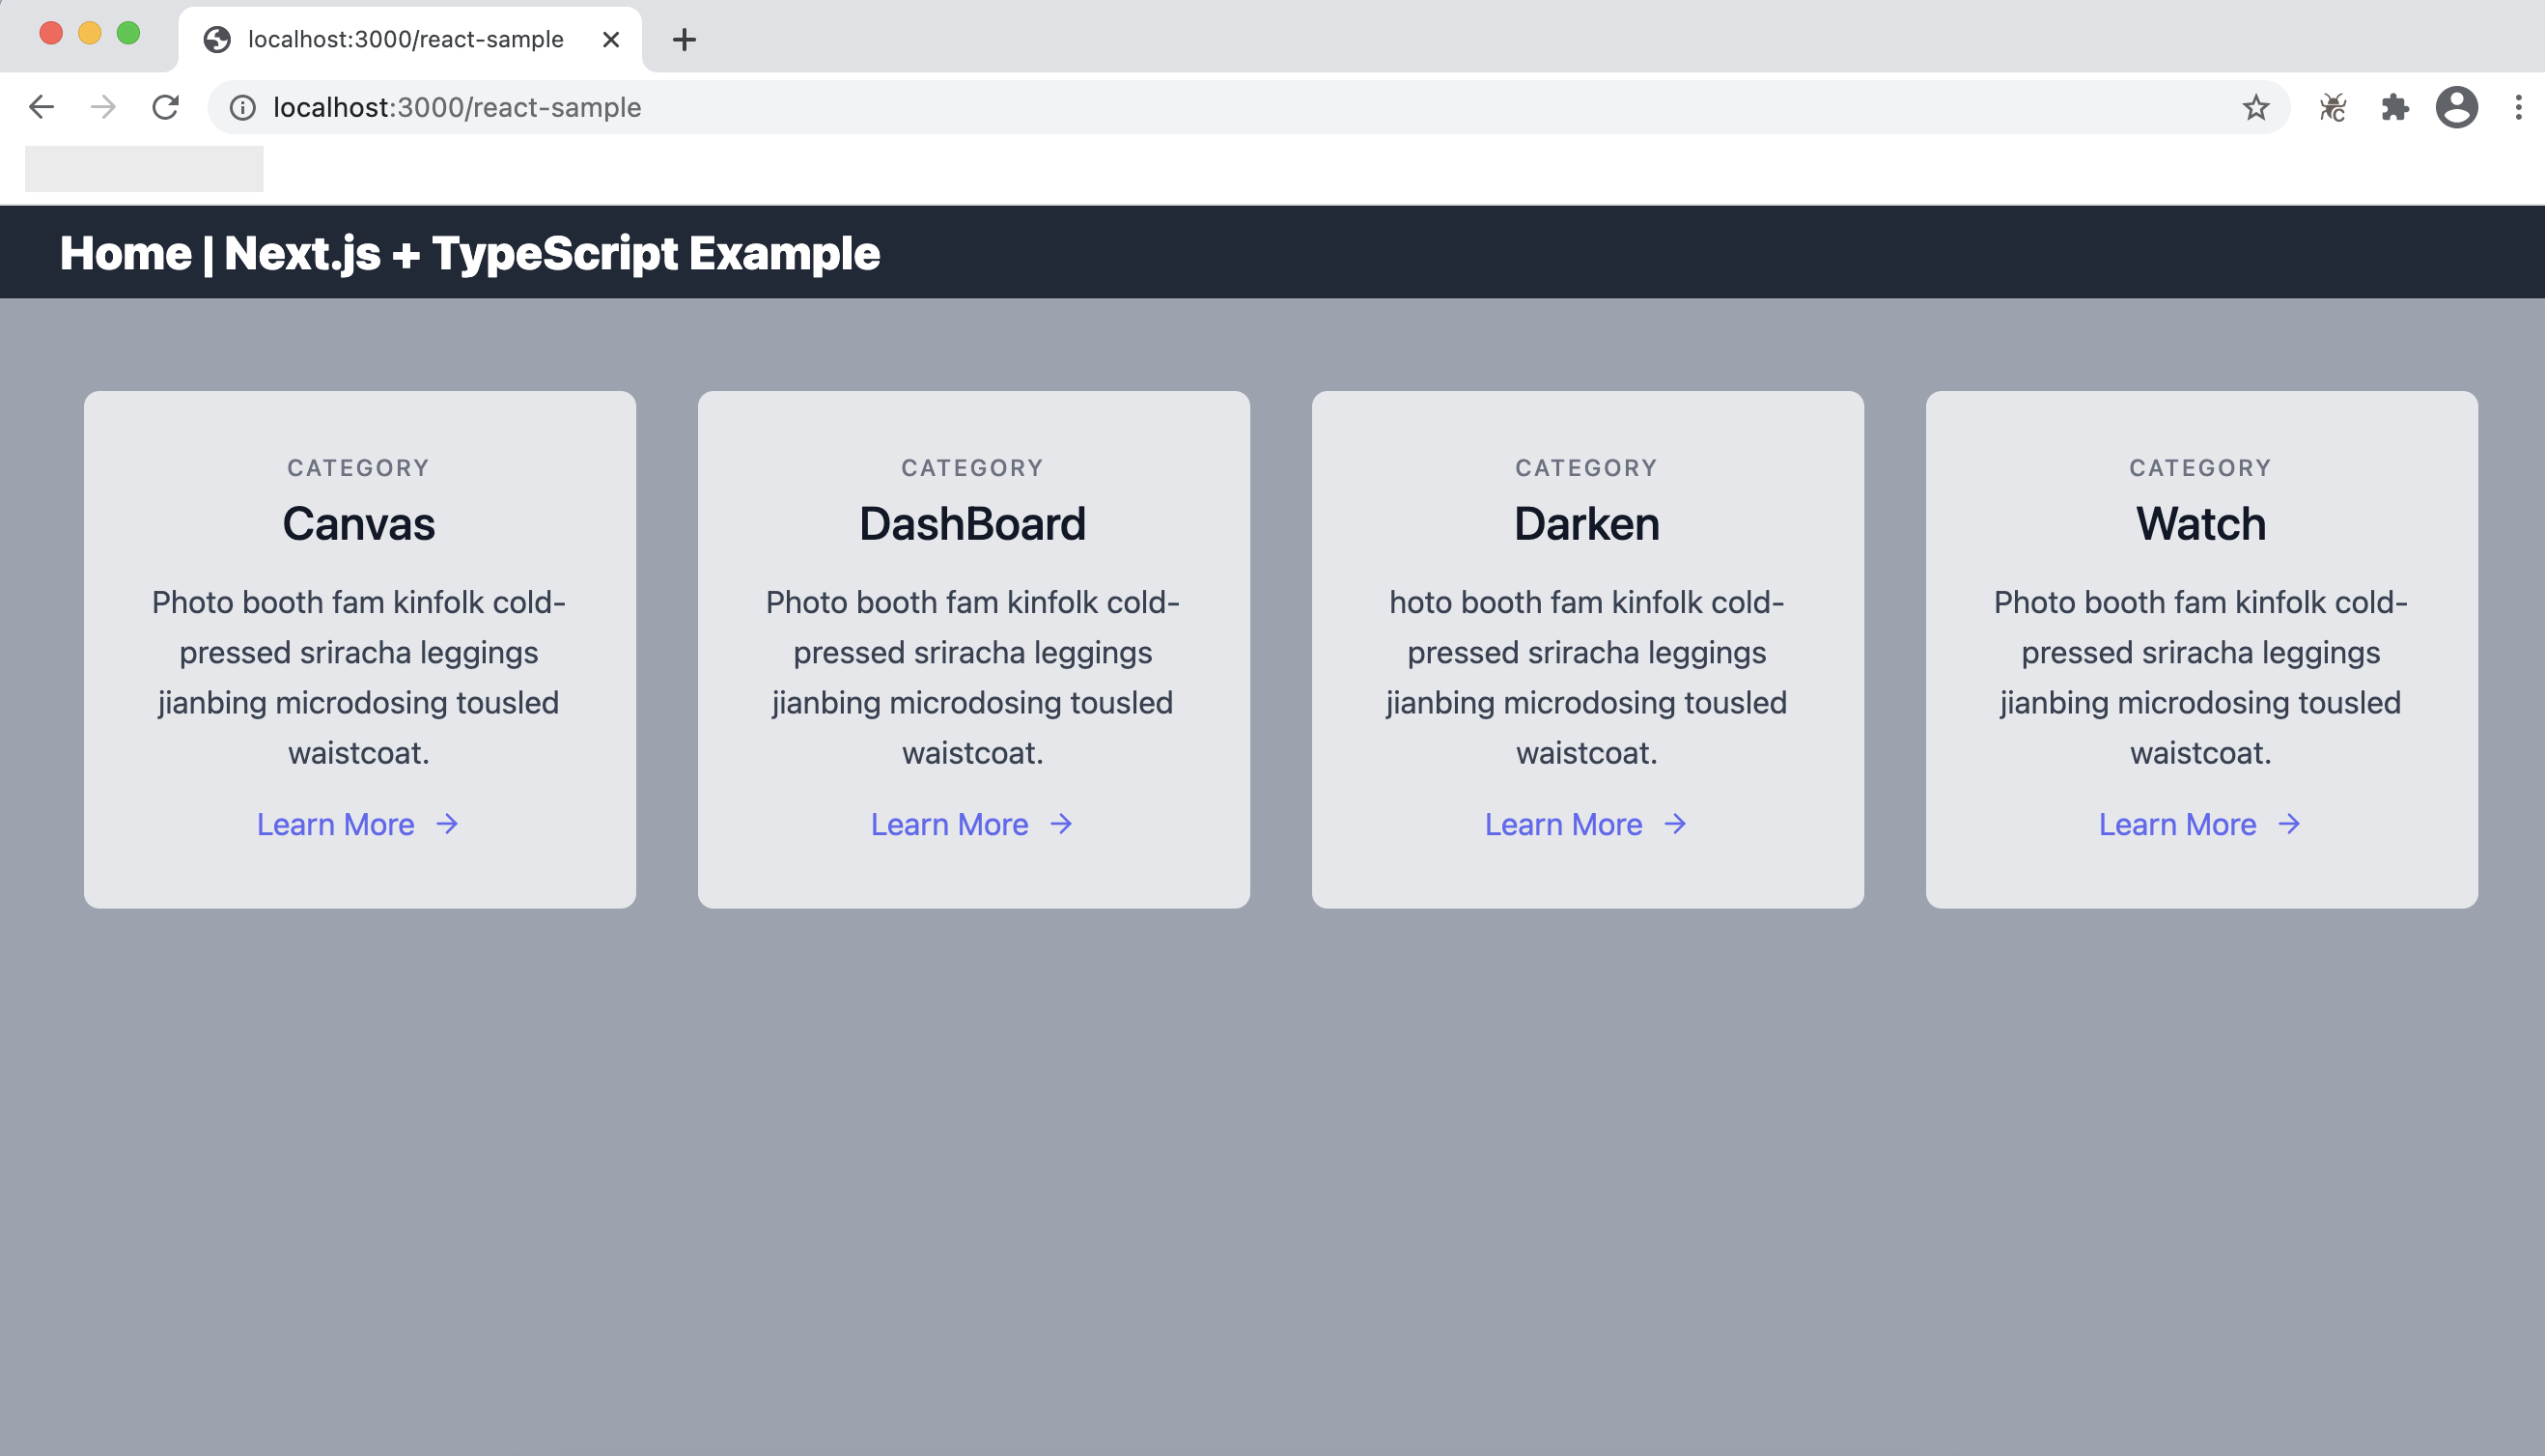 localhost:3000/react-sample
localhost:3000/react-sample
Home | Next.js + TypeScript Example
CATEGORY
Canvas
Photo booth fam kinfolk cold-
pressed sriracha leggings
jianbing microdosing tousled
waistcoat.
Learn More →
CATEGORY
DashBoard
Photo booth fam kinfolk cold-
pressed sriracha leggings
jianbing microdosing tousled
waistcoat.
Learn More →
CATEGORY
Darken
hoto booth fam kinfolk cold-
pressed sriracha leggings
jianbing microdosing tousled
waistcoat.
Learn More →
CATEGORY
Watch
Photo booth fam kinfolk cold-
pressed sriracha leggings
jianbing microdosing tousled
waistcoat.
Learn More →